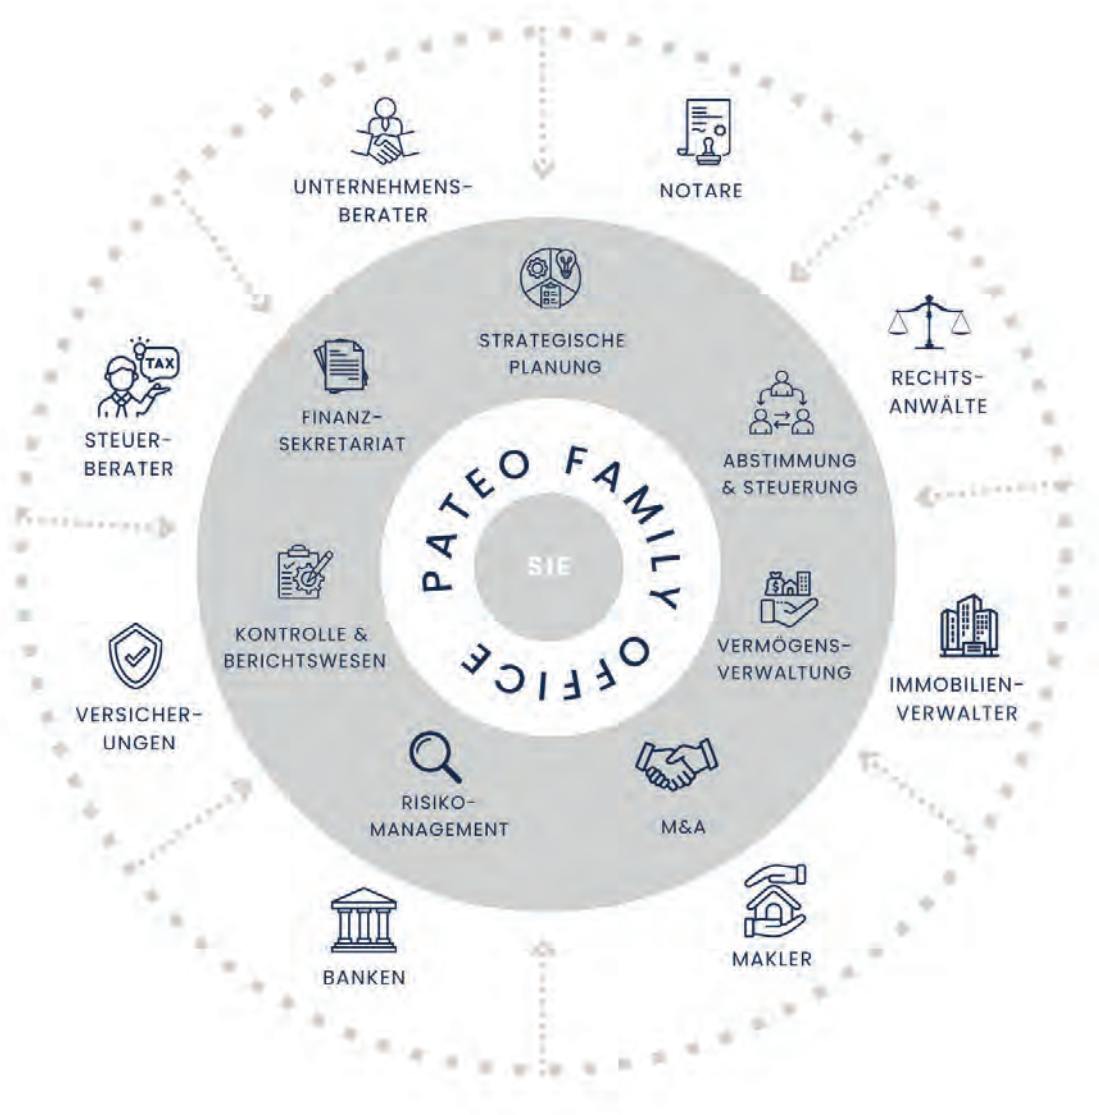 UNTERNEHMENS-
BERATER
NOTARE
STRATEGISCHE
PLANUNG
TAX
STEUER-
BERATER
FINANZ-
SEKRETARIAT
ABSTIMMUNG
& STEUERUNG
RECHTS-
ANWÄLTE
PATEO FAMILY OFFICE
SIE
KONTROLLE &
BERICHTSWESEN
VERMÖGENS-
VERWALTUNG
VERSICHER-
UNGEN
IMMOBILIEN-
VERWALTER
RISIKO-
MANAGEMENT
M&A
BANKEN
MAKLER